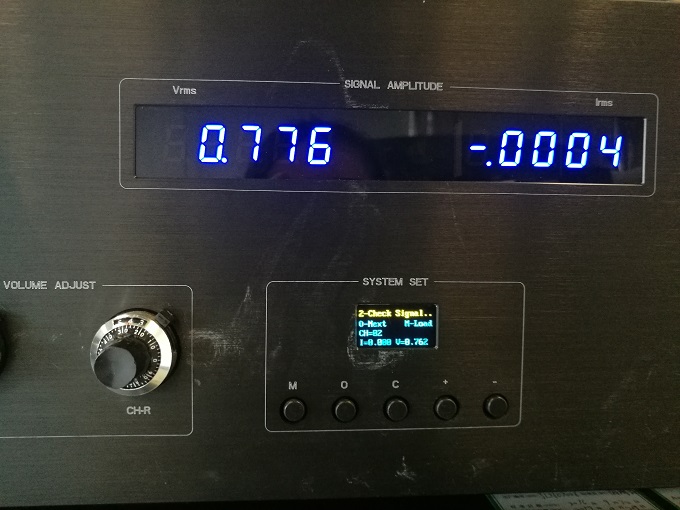 SIGNAL AMPLITUDE
Vrms
Irms
0.776
-.0004
VOLUME ADJUST
CH-R
SYSTEM SET
2-Check Signal..
O-Next M-Load
CH=02
I=0.000 V=0.762
M O C + -